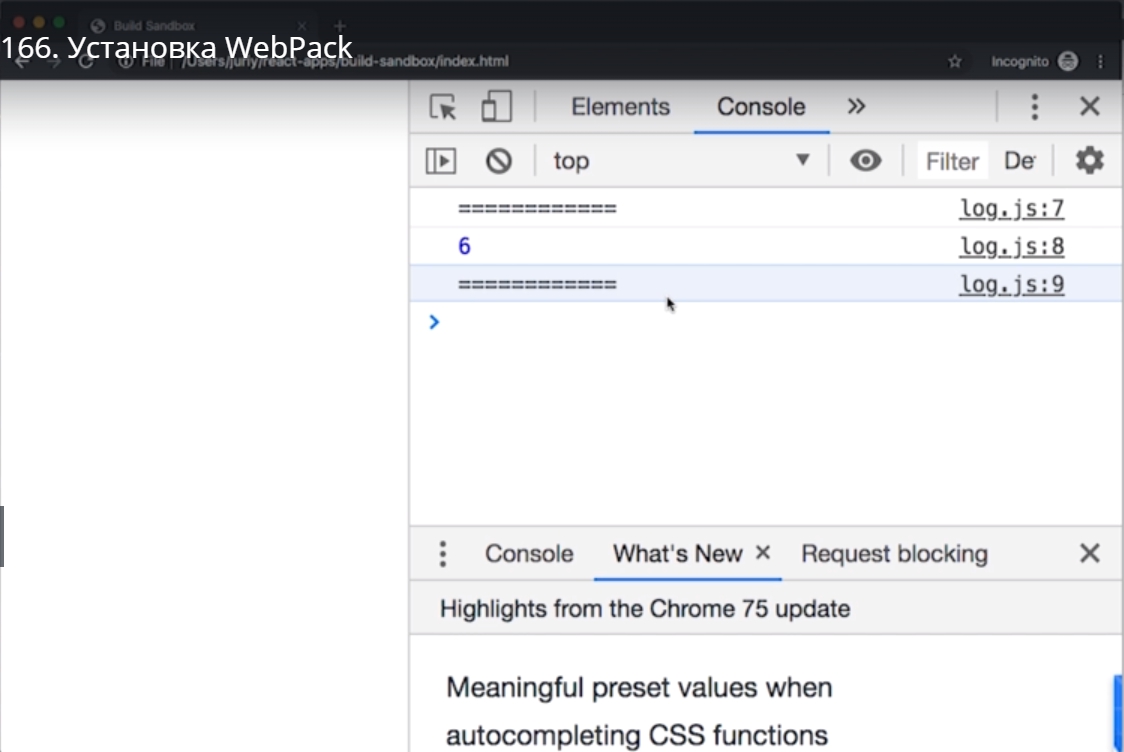 Build Sandbox
166. Установка WebPack
File /Users/juriy/react-apps/build-sandbox/index.html
Incognito
Elements Console »
top Filter De
============ log.js:7
6 log.js:8
============ log.js:9
Console What's New Request blocking
Highlights from the Chrome 75 update
Meaningful preset values when
autocompleting CSS functions